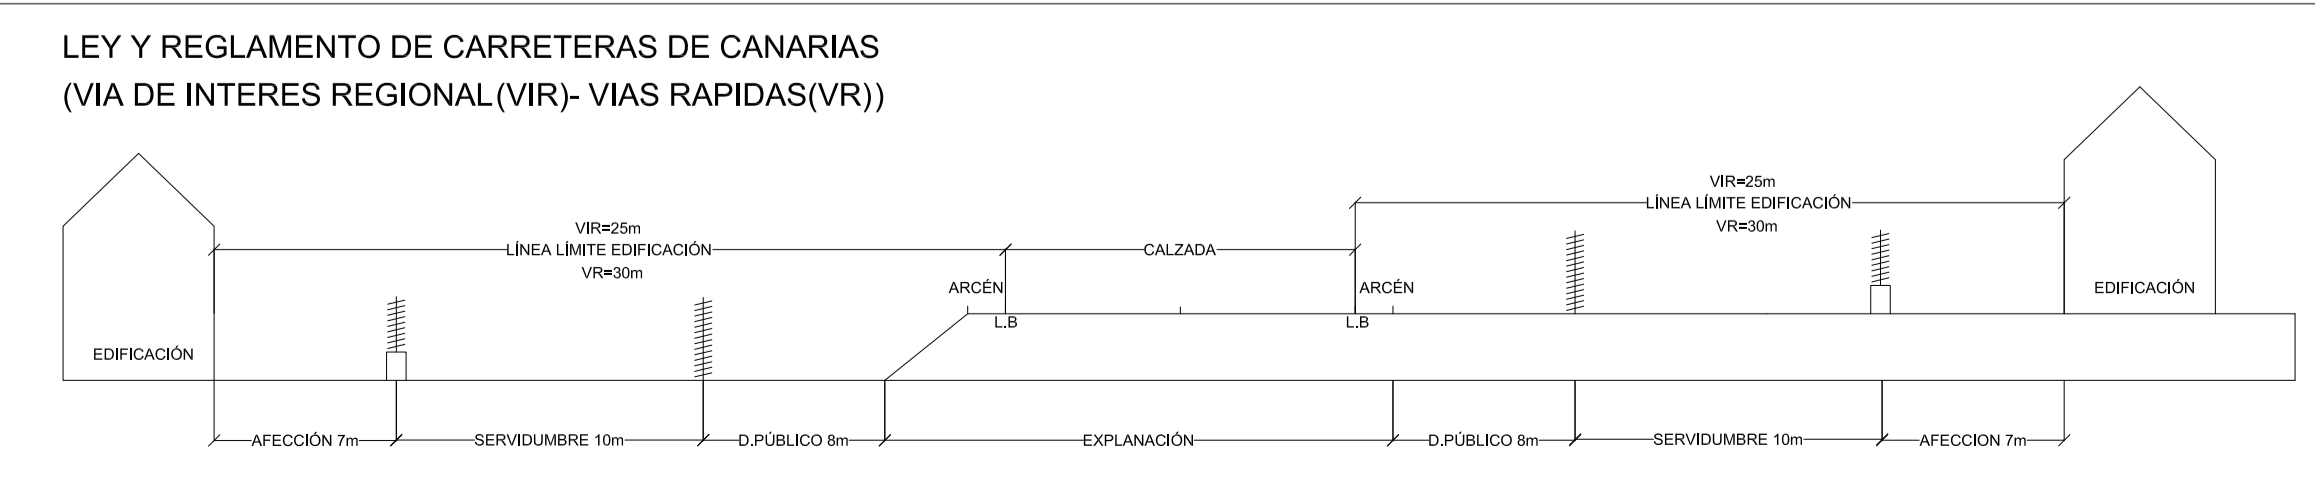 LEY Y REGLAMENTO DE CARRETERAS DE CANARIAS
(VIA DE INTERES REGIONAL(VIR)- VIAS RAPIDAS(VR))
VIR=25m
LÍNEA LÍMITE EDIFICACIÓN
VR=30m
CALZADA
VIR=25m
LÍNEA LÍMITE EDIFICACIÓN
VR=30m
ARCÉN
ARCÉN
L.B
L.B
EDIFICACIÓN
EDIFICACIÓN
AFECCIÓN 7m
SERVIDUMBRE 10m
D.PÚBLICO 8m
EXPLANACIÓN
D.PÚBLICO 8m
SERVIDUMBRE 10m
AFECCION 7m